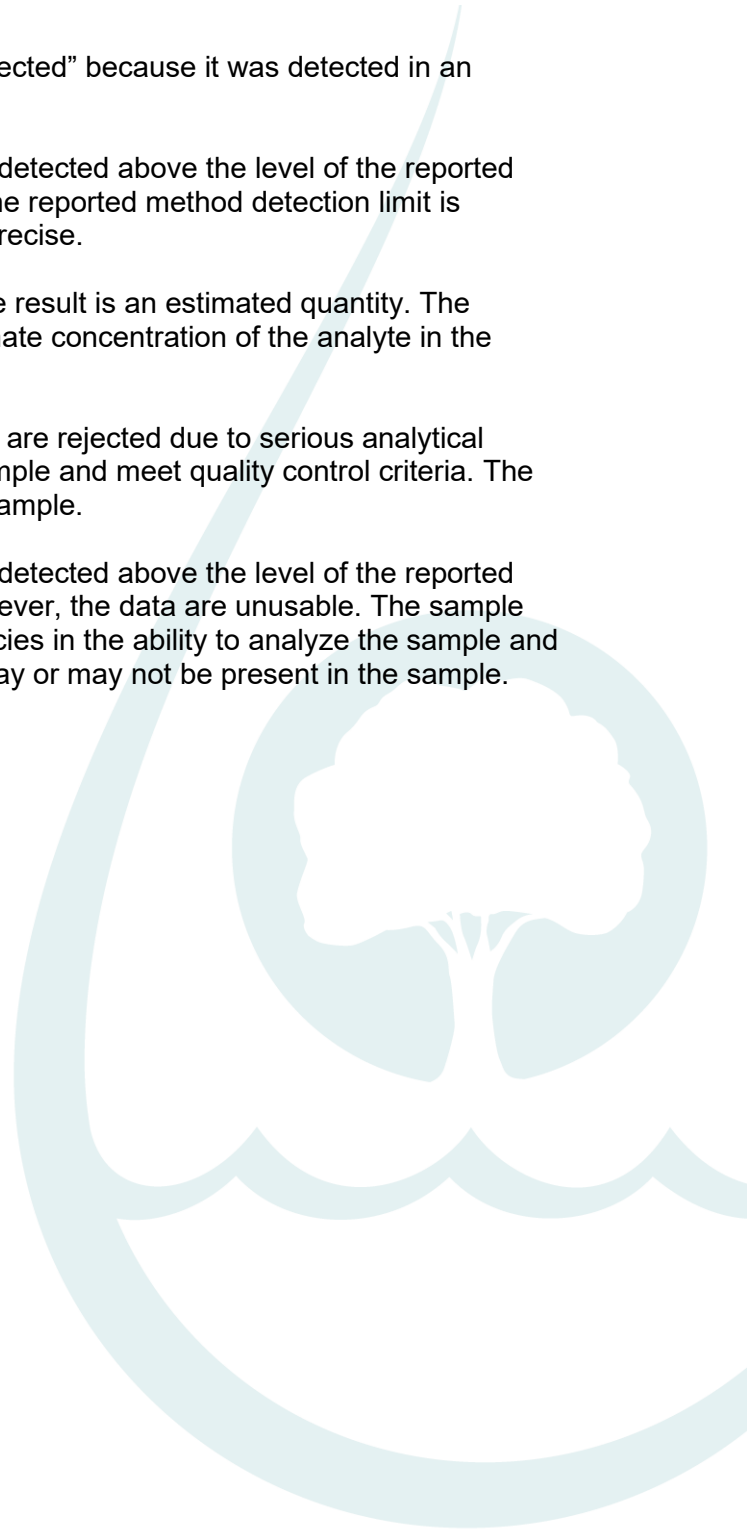 ected” because it was detected in an
detected above the level of the reported
he reported method detection limit is
recise.
e result is an estimated quantity. The
ate concentration of the analyte in the
are rejected due to serious analytical
mple and meet quality control criteria. The
ample.
detected above the level of the reported
ever, the data are unusable. The sample
cies in the ability to analyze the sample and
ay or may not be present in the sample.